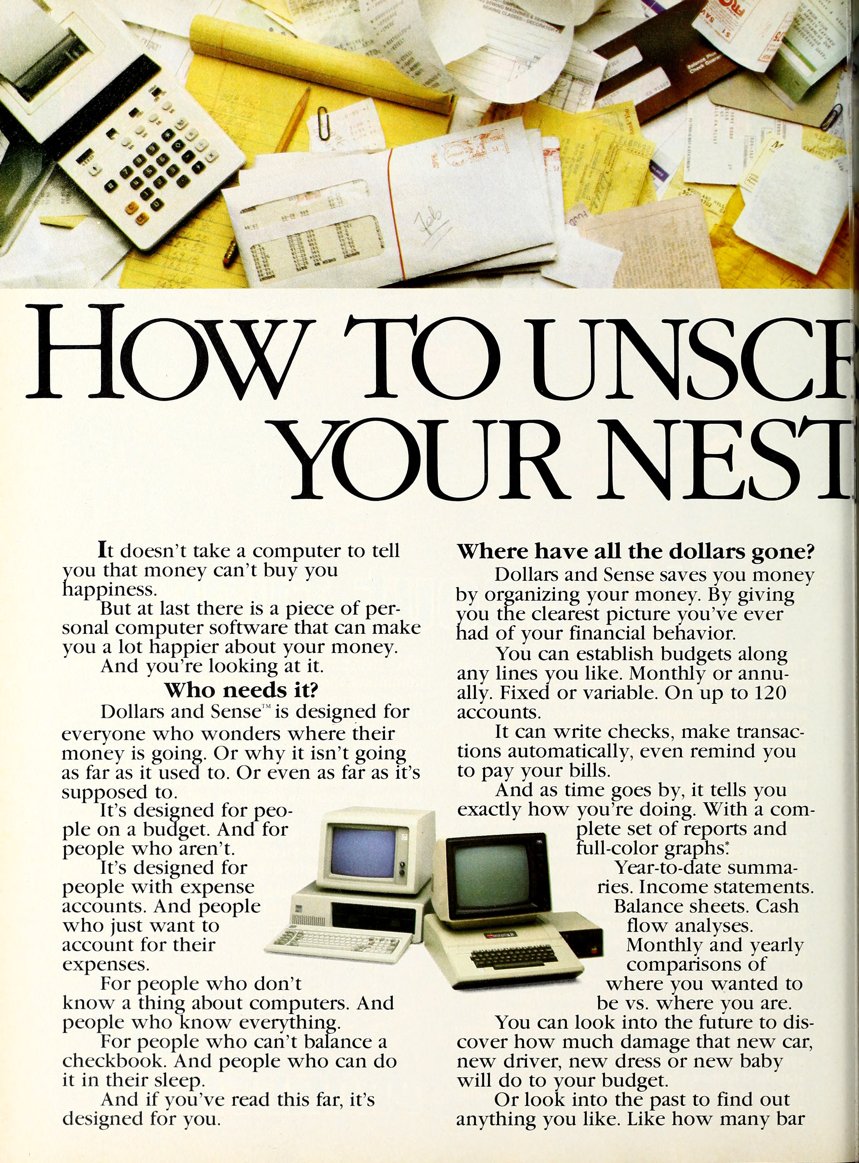 Feb
HOW TO UNSC
YOUR NEST
It doesn't take a computer to tell
you that money can't buy you
happiness.
But at last there is a piece of per-
sonal computer software that can make
you a lot happier about your money.
And you're looking at it.
Who needs it?
Dollars and Sense™ is designed for
everyone who wonders where their
money is going. Or why it isn't going
as far as it used to. Or even as far as it's
supposed to.
It's designed for peo-
ple on a budget. And for
people who aren't.
It's designed for
people with expense
accounts. And people
who just want to
account for their
expenses.
For people who don't
know a thing about computers. And
people who know everything.
For people who can't balance a
checkbook. And people who can do
it in their sleep.
And if you've read this far, it's
designed for you.
Where have all the dollars gone?
Dollars and Sense saves you money
by organizing your money. By giving
you the clearest picture you've ever
had of your financial behavior.
You can establish budgets along
any lines you like. Monthly or annu-
ally. Fixed or variable. On up to 120
accounts.
It can write checks, make transac-
tions automatically, even remind you
to pay your bills.
And as time goes by, it tells you
exactly how you're doing. With a com-
plete set of reports and
full-color graphs.*
Year-to-date summa-
ries. Income statements.
Balance sheets. Cash
flow analyses.
Monthly and yearly
comparisons of
where you wanted to
be vs. where you are.
You can look into the future to dis-
cover how much damage that new car,
new driver, new dress or new baby
will do to your budget.
Or look into the past to find out
anything you like. Like how many bar